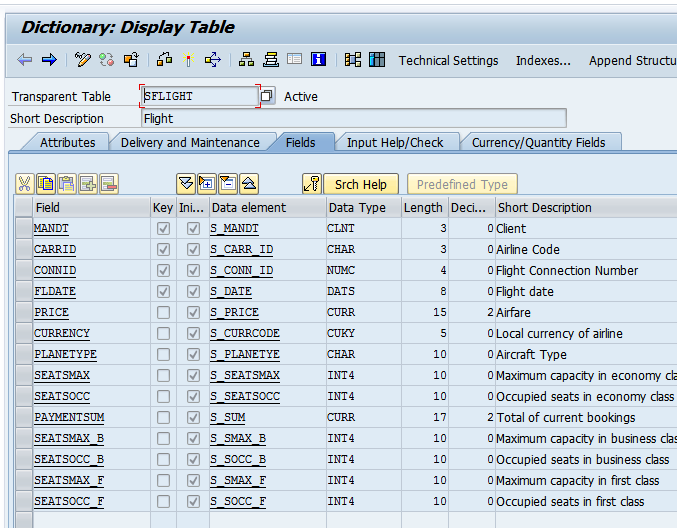 Dictionary: Display Table
Technical Settings Indexes... Append Structu
Transparent Table SFLIGHT Active
Short Description Flight
Attributes Delivery and Maintenance Fields Input Help/Check Currency/Quantity Fields
Srch Help Predefined Type
Field Key Ini... Data element Data Type Length Deci... Short Description
MANDT S_MANDT CLNT 3 0 Client
CARRID S_CARR_ID CHAR 3 0 Airline Code
CONNID S_CONN_ID NUMC 4 0 Flight Connection Number
FLDATE S_DATE DATS 8 0 Flight date
PRICE S_PRICE CURR 15 2 Airfare
CURRENCY S_CURRCODE CUKY 5 0 Local currency of airline
PLANETYPE S_PLANETYE CHAR 10 0 Aircraft Type
SEATSMAX S_SEATSMAX INT4 10 0 Maximum capacity in economy cla
SEATSOCC S_SEATSOCC INT4 10 0 Occupied seats in economy class
PAYMENTSUM S_SUM CURR 17 2 Total of current bookings
SEATSMAX_B S_SMAX_B INT4 10 0 Maximum capacity in business clas
SEATSOCC_B S_SOCC_B INT4 10 0 Occupied seats in business class
SEATSMAX_F S_SMAX_F INT4 10 0 Maximum capacity in first class
SEATSOCC_F S_SOCC_F INT4 10 0 Occupied seats in first class